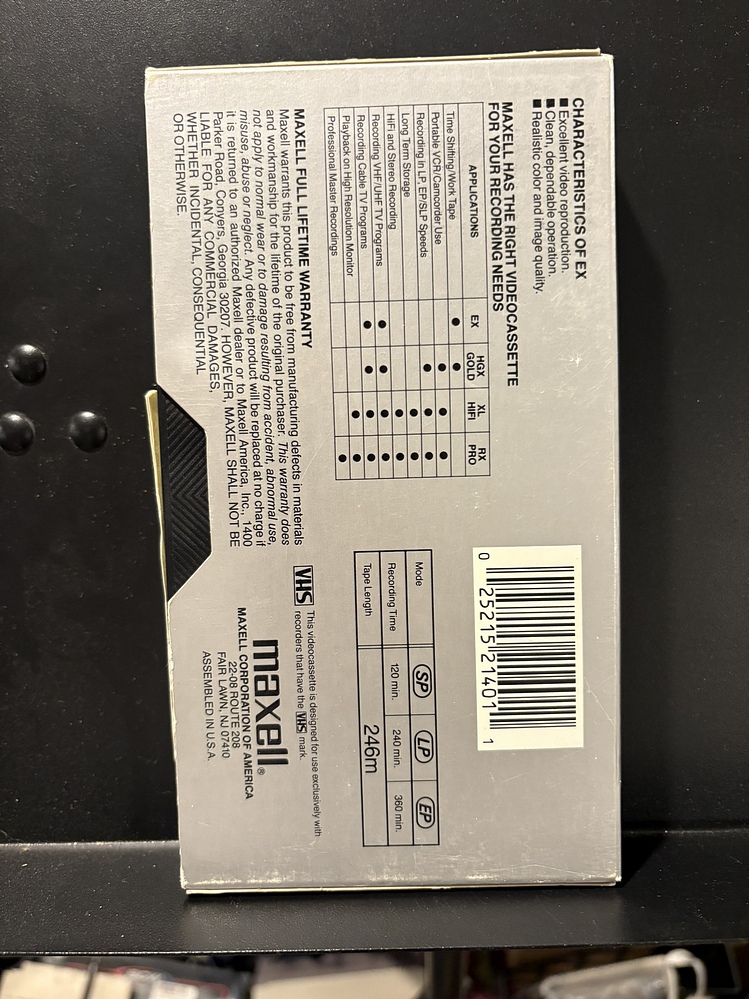 CHARACTERISTICS OF EX
■ Excellent video reproduction.
■ Clean, dependable operation.
■ Realistic color and image quality.
MAXELL HAS THE RIGHT VIDEOCASSETTE
FOR YOUR RECORDING NEEDS
APPLICATIONS EX HGX GOLD XL HIFI RX PRO
Time Shifting/Work Tape ● ●
Portable VCR/Camcorder Use ● ● ●
Recording in LP, EP/SLP Speeds ● ● ●
Long Term Storage ● ●
HiFi and Stereo Recording ● ●
Recording VHF/UHF TV Programs ● ● ● ●
Recording Cable TV Programs ● ● ● ●
Playback on High Resolution Monitor ● ●
Professional Master Recordings ●
MAXELL FULL LIFETIME WARRANTY
Maxell warrants this product to be free from manufacturing defects in materials
and workmanship for the lifetime of the original purchaser. This warranty does
not apply to normal wear or to damage resulting from accident, abnormal use,
misuse, abuse or neglect. Any defective product will be replaced at no charge if
it is returned to an authorized Maxell dealer or to Maxell America, Inc., 1400
Parker Road, Conyers, Georgia 30207. HOWEVER, MAXELL SHALL NOT BE
LIABLE FOR ANY COMMERCIAL DAMAGES,
WHETHER INCIDENTAL, CONSEQUENTIAL
OR OTHERWISE.
0 25215 21401 1
Mode SP LP EP
Recording Time 120 min. 240 min. 360 min.
Tape Length 246m
VHS This videocassette is designed for use exclusively with
recorders that have the VHS mark.
maxell®
MAXELL CORPORATION OF AMERICA
22-08 ROUTE 208
FAIR LAWN, NJ 07410
ASSEMBLED IN U.S.A.